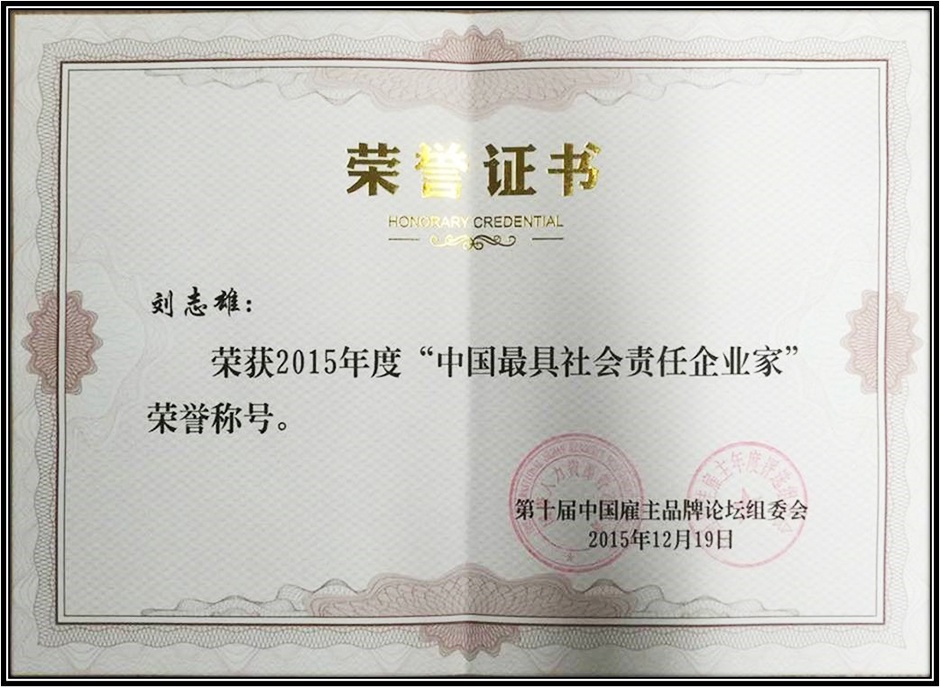 荣誉证书
HONORARY CREDENTIAL
刘志雄：
荣获2015年度“中国最具社会责任企业家”
荣誉称号。
第十届中国雇主品牌论坛组委会
2015年12月19日